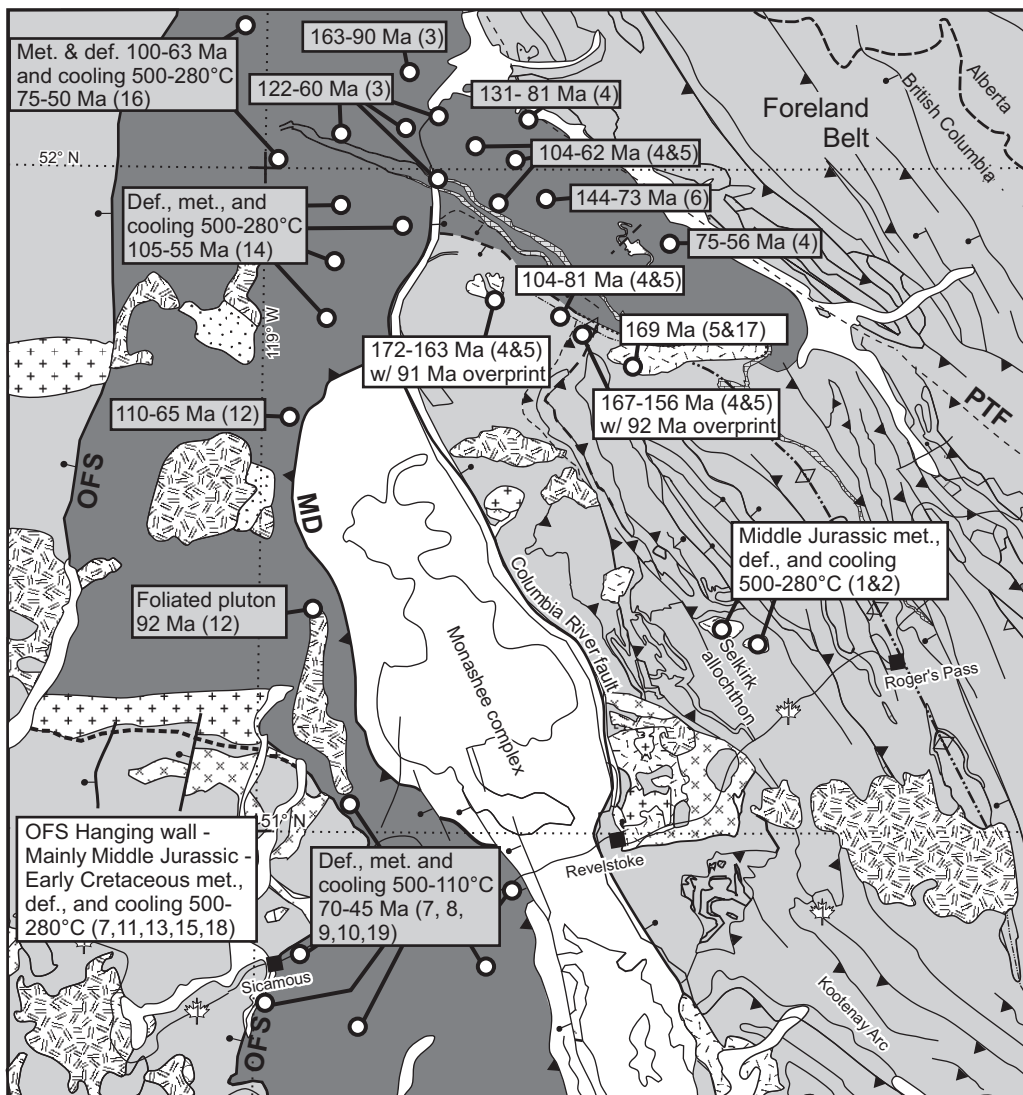 Met. & def. 100-63 Ma
and cooling 500-280°C
75-50 Ma (16)
163-90 Ma (3)
122-60 Ma (3)
131- 81 Ma (4)
Foreland
Belt
Alberta
British Columbia
52° N
104-62 Ma (4&5)
144-73 Ma (6)
75-56 Ma (4)
Def., met., and
cooling 500-280°C
105-55 Ma (14)
119° W
104-81 Ma (4&5)
172-163 Ma (4&5)
w/ 91 Ma overprint
169 Ma (5&17)
167-156 Ma (4&5)
w/ 92 Ma overprint
PTF
110-65 Ma (12)
OFS
MD
Columbia River fault
Middle Jurassic met.,
def., and cooling
500-280°C (1&2)
Foliated pluton
92 Ma (12)
Monashee complex
Selkirk
allochthon
Roger's Pass
51° N
OFS Hanging wall -
Mainly Middle Jurassic -
Early Cretaceous met.,
def., and cooling 500-
280°C (7,11,13,15,18)
Def., met. and
cooling 500-110°C
70-45 Ma (7, 8,
9,10,19)
Revelstoke
Sicamous
OFS
Kootenay Arc